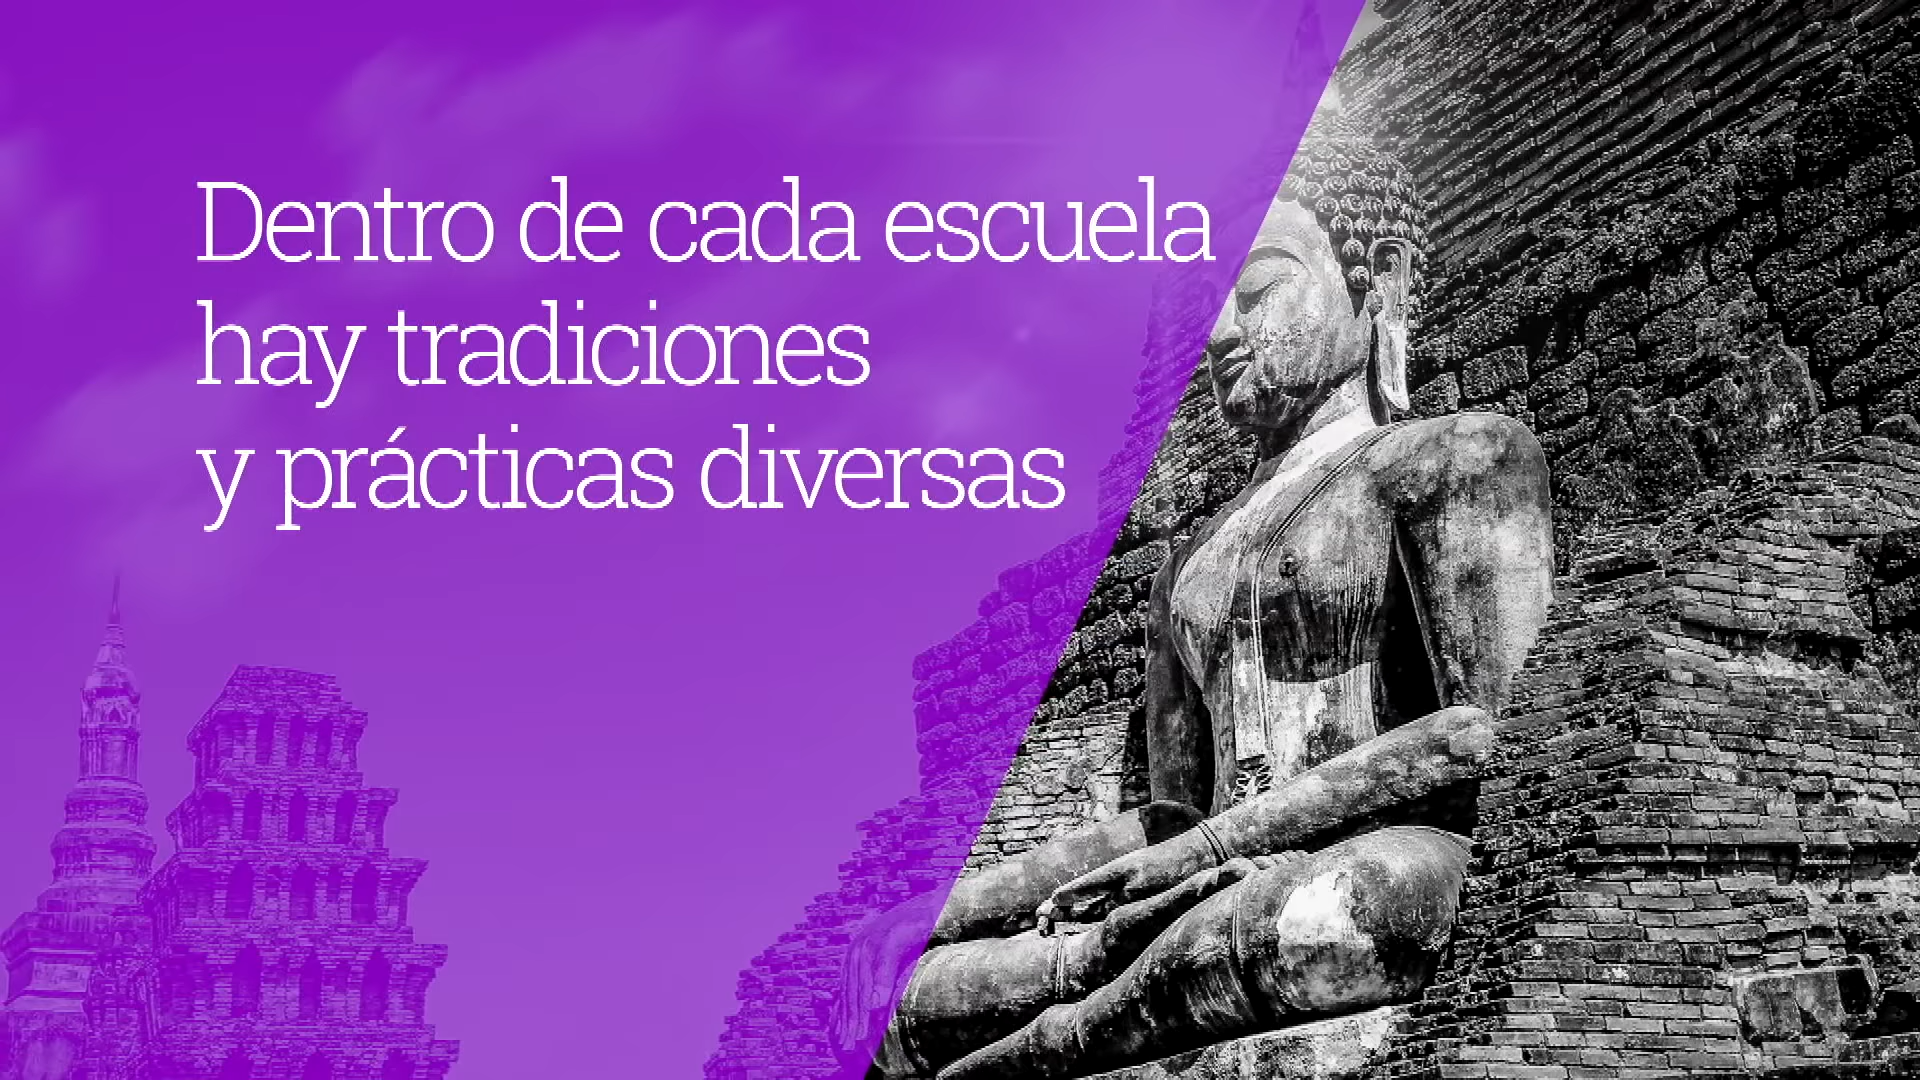 Dentro de cada escuela
hay tradiciones
y prácticas diversas